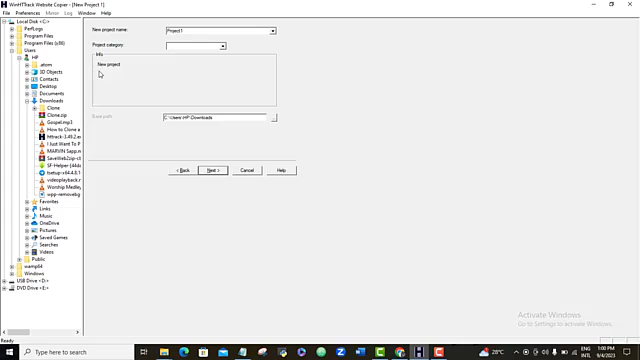 WinHTTrack Website Copier - [New Project 1]
File Preferences Mirror Log Window Help
Local Disk <C:>
PerfLogs
Program Files
Program Files (x86)
Users
HP
.atom
3D Objects
Contacts
Desktop
Documents
Downloads
Clone
Clone.zip
Gospel.mp3
How to Clone a
httrack-3.49.2.e
I Just Want To P
MARVIN Sapp.m
SaveWeb2zip-cl
SF-Helper-[44da
tsetup-x64.4.8.1
videoplayback.m
Worship Medley
wpp-removebg
Favorites
Links
Music
OneDrive
Pictures
Saved Games
Searches
Videos
Public
wamp64
Windows
USB Drive <D:>
DVD Drive <E:>
New project name: Project 1
Project category:
Info
New project
Base path: C:\Users\HP\Downloads ..
< Back Next > Cancel Help
Activate Windows
Go to Settings to activate Windows.
Ready
Type here to search
28°C
ENG
INTL
1:00 PM
9/4/2023